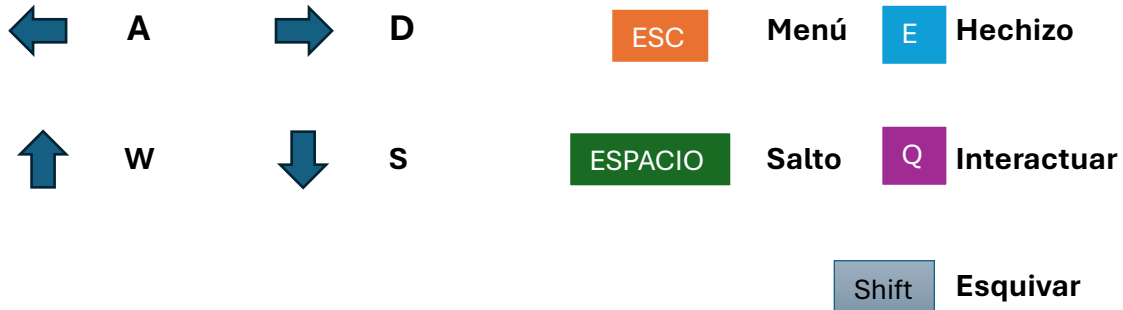 A D ESC Menú E Hechizo
W S ESPACIO Salto Q Interactuar
Shift Esquivar